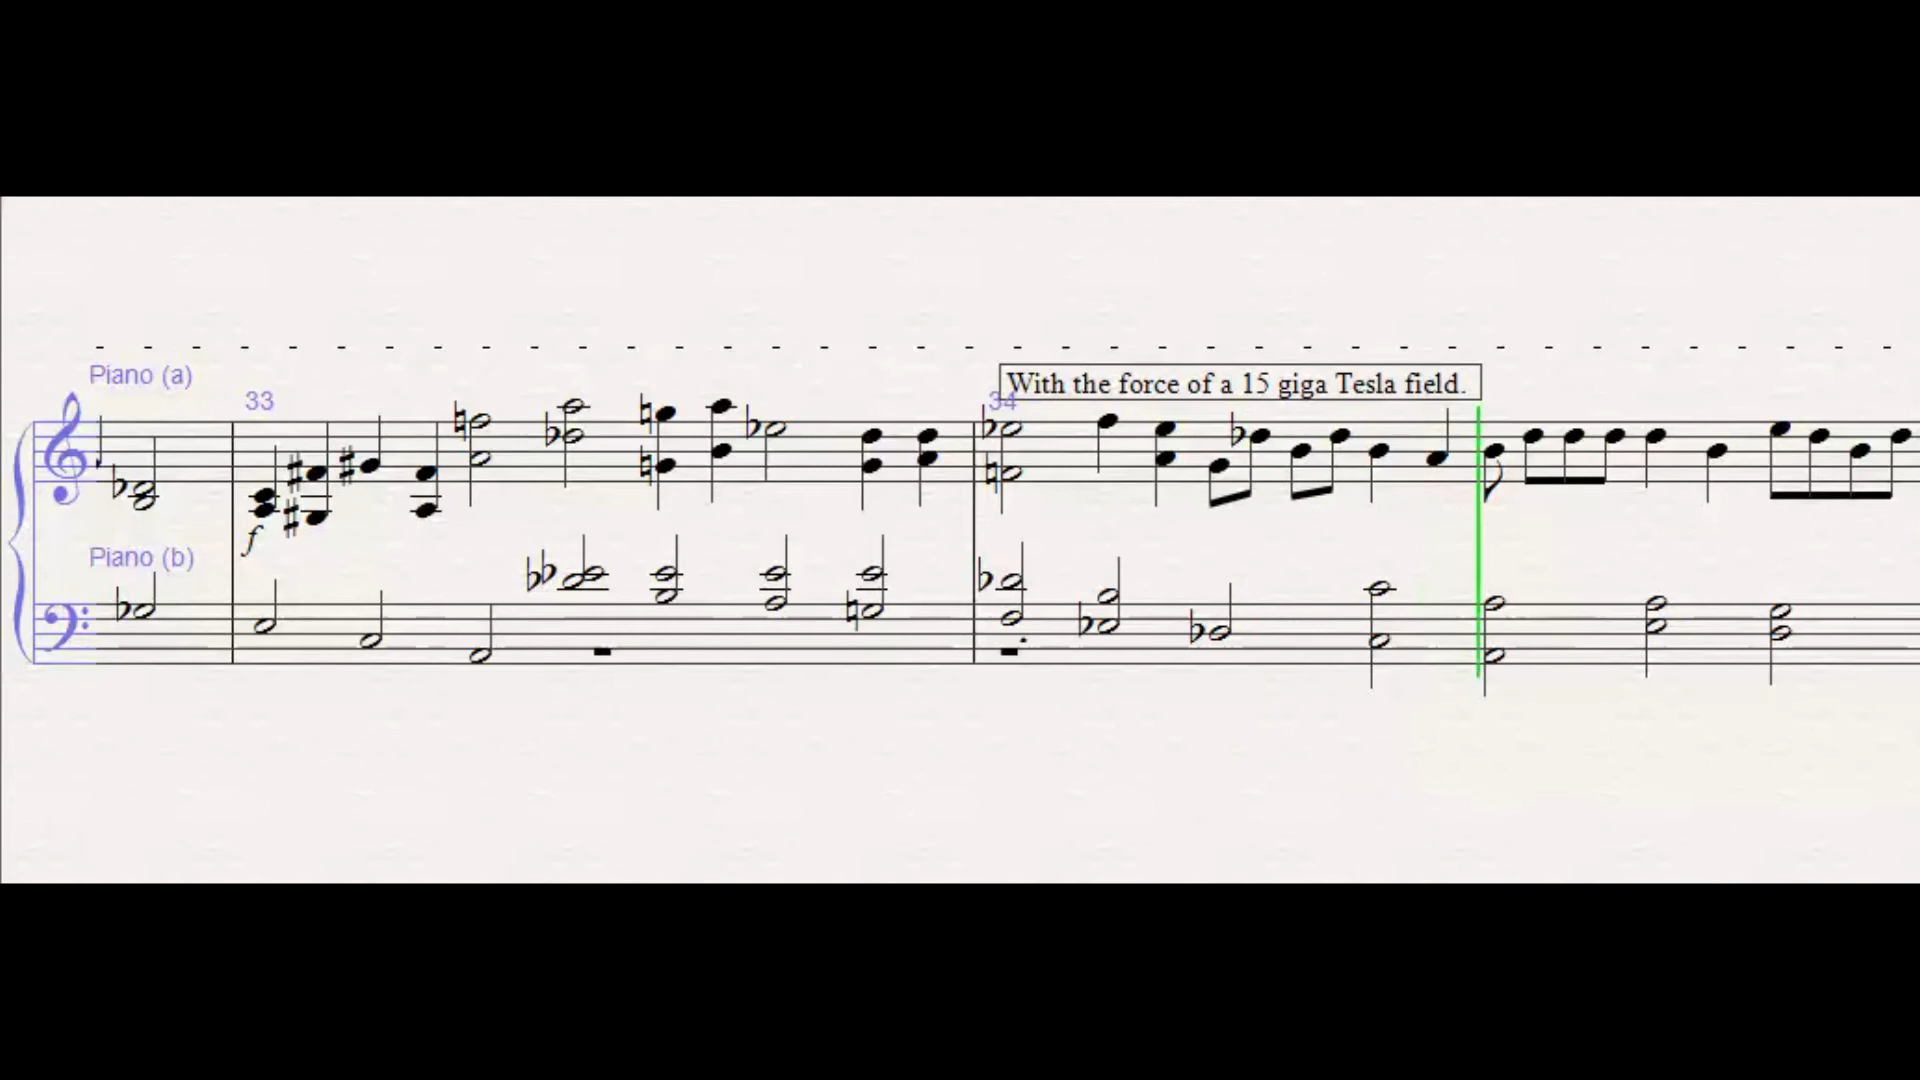 Piano (a)
33
34
With the force of a 15 giga Tesla field.
f
Piano (b)